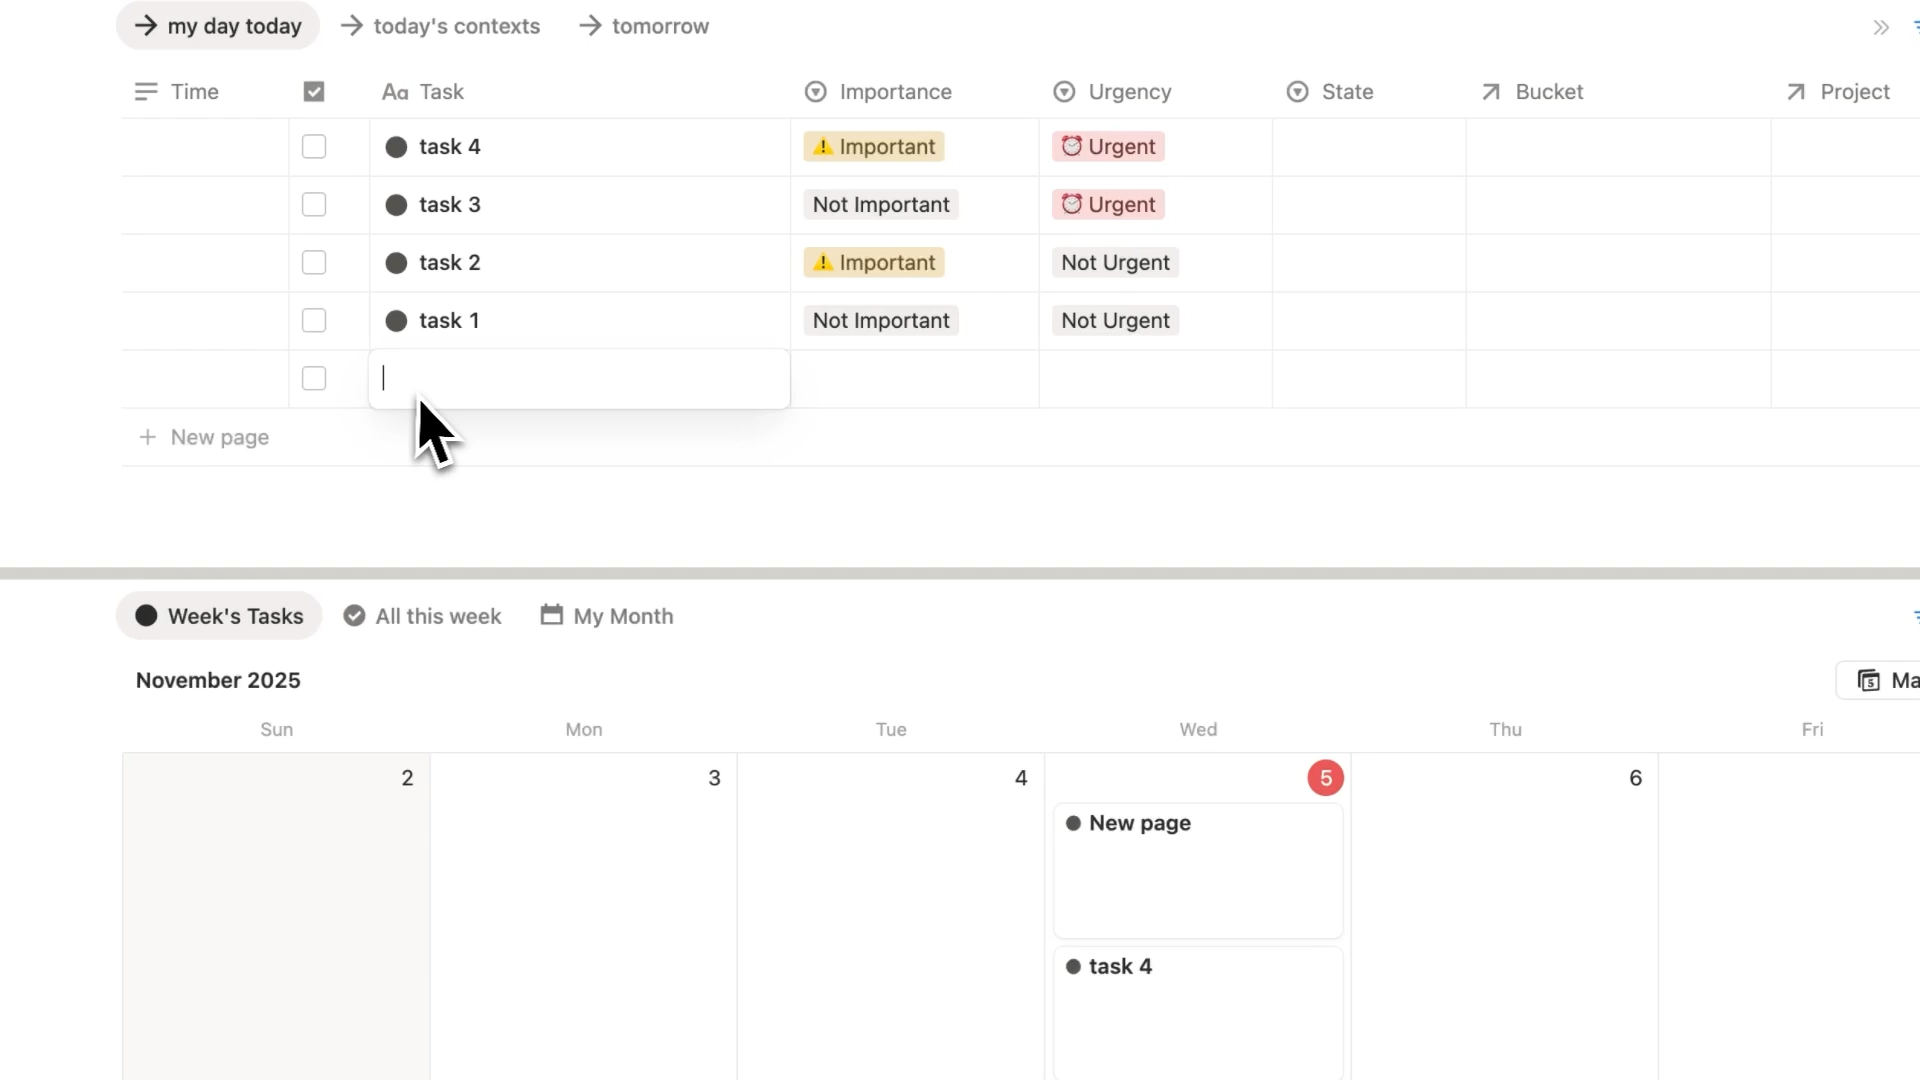 my day today today's contexts tomorrow
Time Aa Task Importance Urgency State Bucket Project
task 4 Important Urgent
task 3 Not Important Urgent
task 2 Important Not Urgent
task 1 Not Important Not Urgent
+ New page
Week's Tasks All this week My Month
November 2025 5 Ma
Sun Mon Tue Wed Thu Fri
2 3 4 5 6
New page
task 4